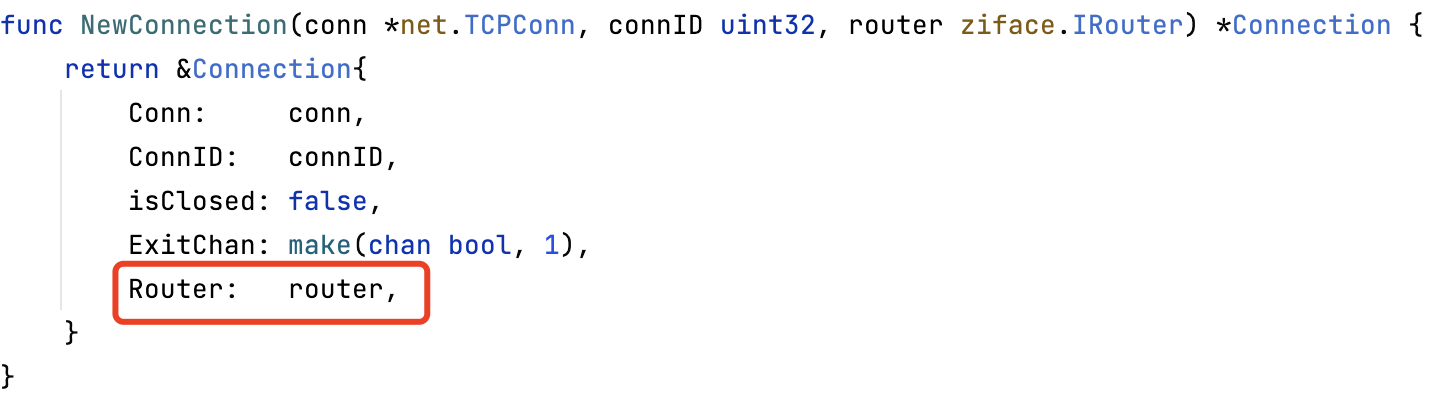 func NewConnection(conn *net.TCPConn, connID uint32, router ziface.IRouter) *Connection {
    return &Connection{
        Conn:     conn,
        ConnID:   connID,
        isClosed: false,
        ExitChan: make(chan bool, 1),
        Router:   router,
    }
}